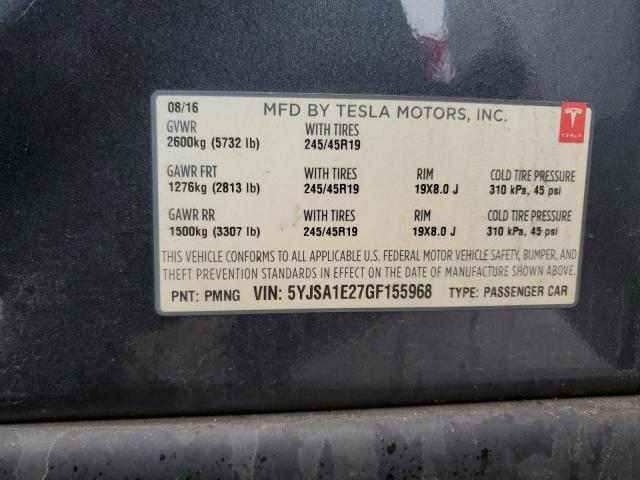 08/16 MFD BY TESLA MOTORS, INC.
GVWR WITH TIRES
2600kg (5732 lb) 245/45R19
TESLA
GAWR FRT WITH TIRES RIM COLD TIRE PRESSURE
1276kg (2813 lb) 245/45R19 19X8.0 J 310 kPa, 45 psi
GAWR RR WITH TIRES RIM COLD TIRE PRESSURE
1500kg (3307 lb) 245/45R19 19X8.0 J 310 kPa, 45 psi
THIS VEHICLE CONFORMS TO ALL APPLICABLE U.S. FEDERAL MOTOR VEHICLE SAFETY, BUMPER, AND
THEFT PREVENTION STANDARDS IN EFFECT ON THE DATE OF MANUFACTURE SHOWN ABOVE.
PNT: PMNG VIN: 5YJSA1E27GF155968 TYPE: PASSENGER CAR